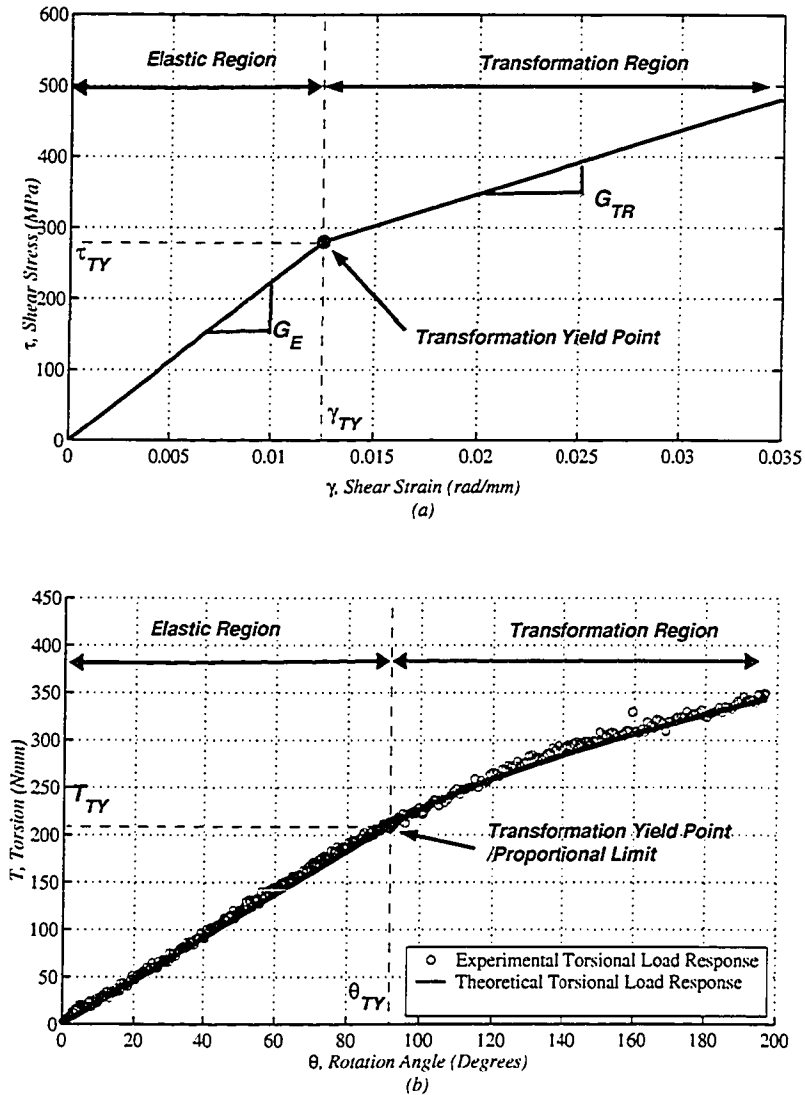 600
Elastic Region
Transformation Region
500
400
G_TR
300
τ_TY
200
G_E
Transformation Yield Point
100
γ_TY
0
0 0.005 0.01 0.015 0.02 0.025 0.03 0.035
τ, Shear Stress (MPa)
γ, Shear Strain (rad/mm)
(a)
450
Elastic Region
Transformation Region
400
350
300
250
T_TY
200
Transformation Yield Point
/Proportional Limit
150
100
Experimental Torsional Load Response
50
θ_TY
Theoretical Torsional Load Response
0
0 20 40 60 80 100 120 140 160 180 200
T, Torsion (Nmm)
θ, Rotation Angle (Degrees)
(b)